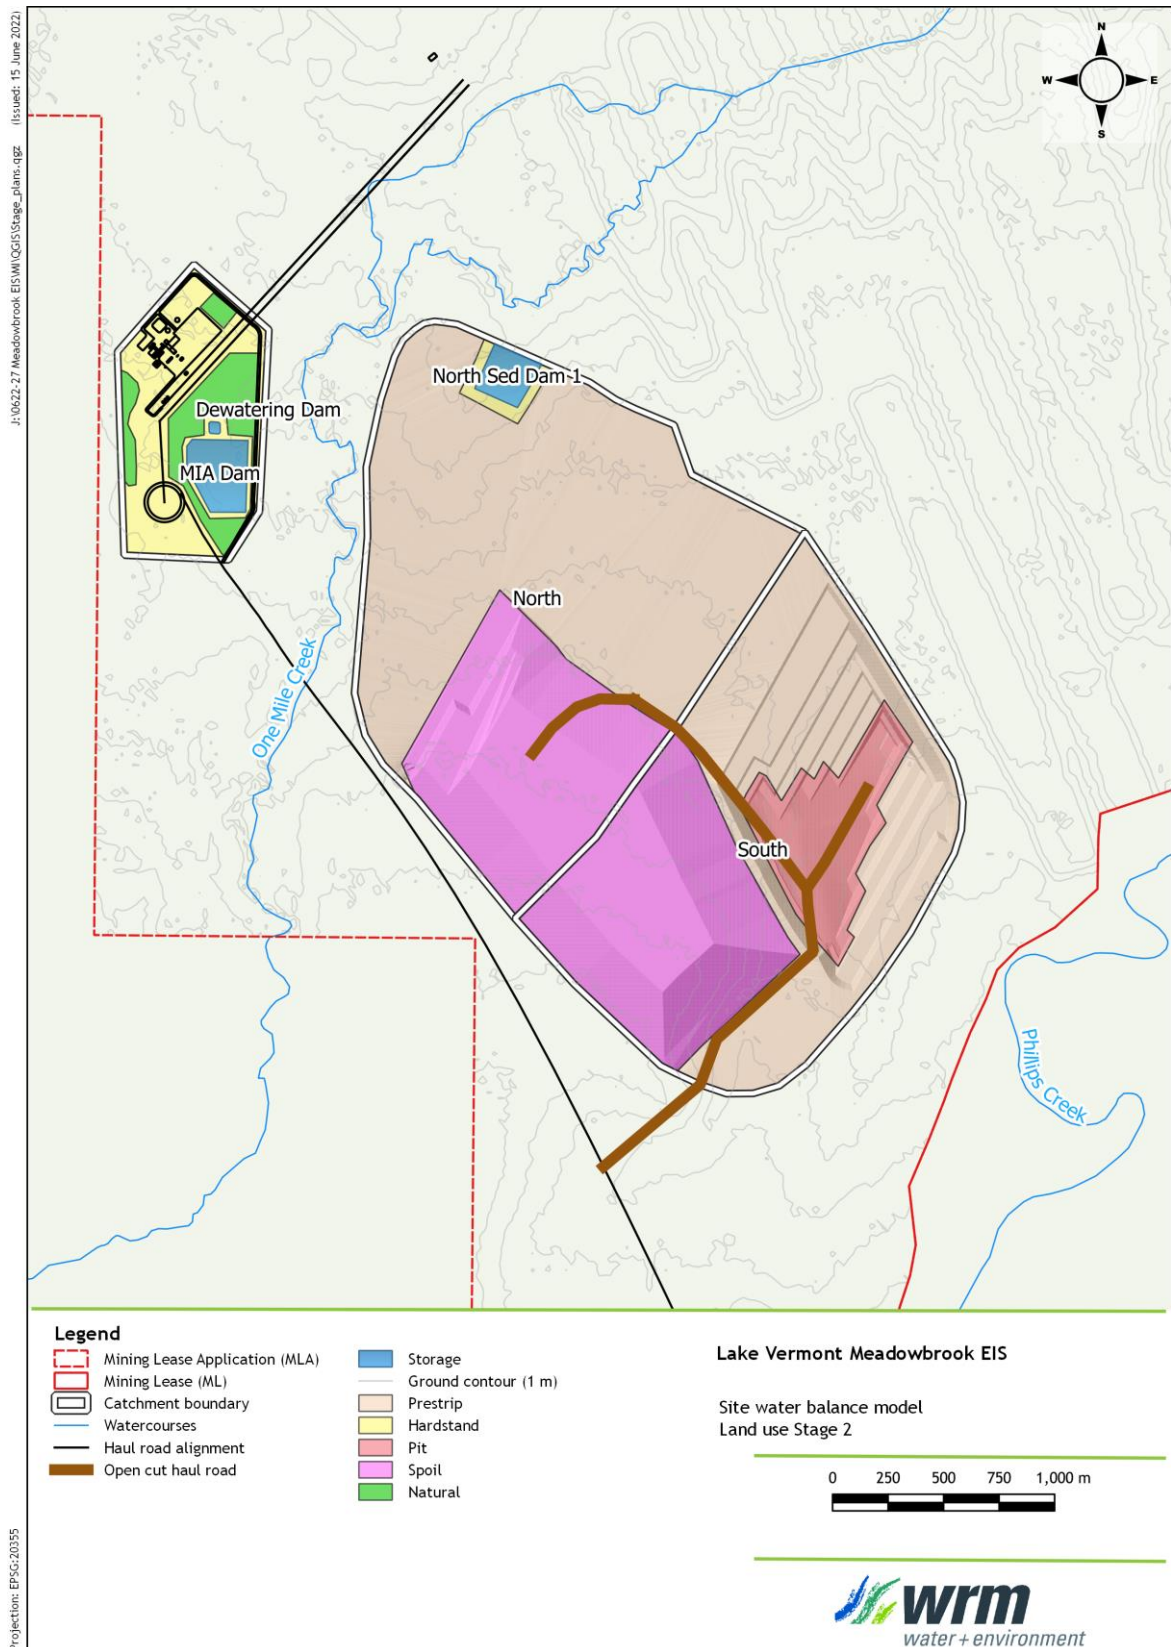 J:\0622-27 Meadowbrook EIS\WI\QGIS\Stage_plans.qgz (Issued: 15 June 2022)
N
W E
S
North Sed Dam 1
Dewatering Dam
MIA Dam
North
One Mile Creek
South
Phillips Creek
Legend
Mining Lease Application (MLA)
Mining Lease (ML)
Catchment boundary
Watercourses
Haul road alignment
Open cut haul road
Storage
Ground contour (1 m)
Prestrip
Hardstand
Pit
Spoil
Natural
Lake Vermont Meadowbrook EIS
Site water balance model
Land use Stage 2
0 250 500 750 1,000 m
Projection: EPSG:20355
wrm
water + environment